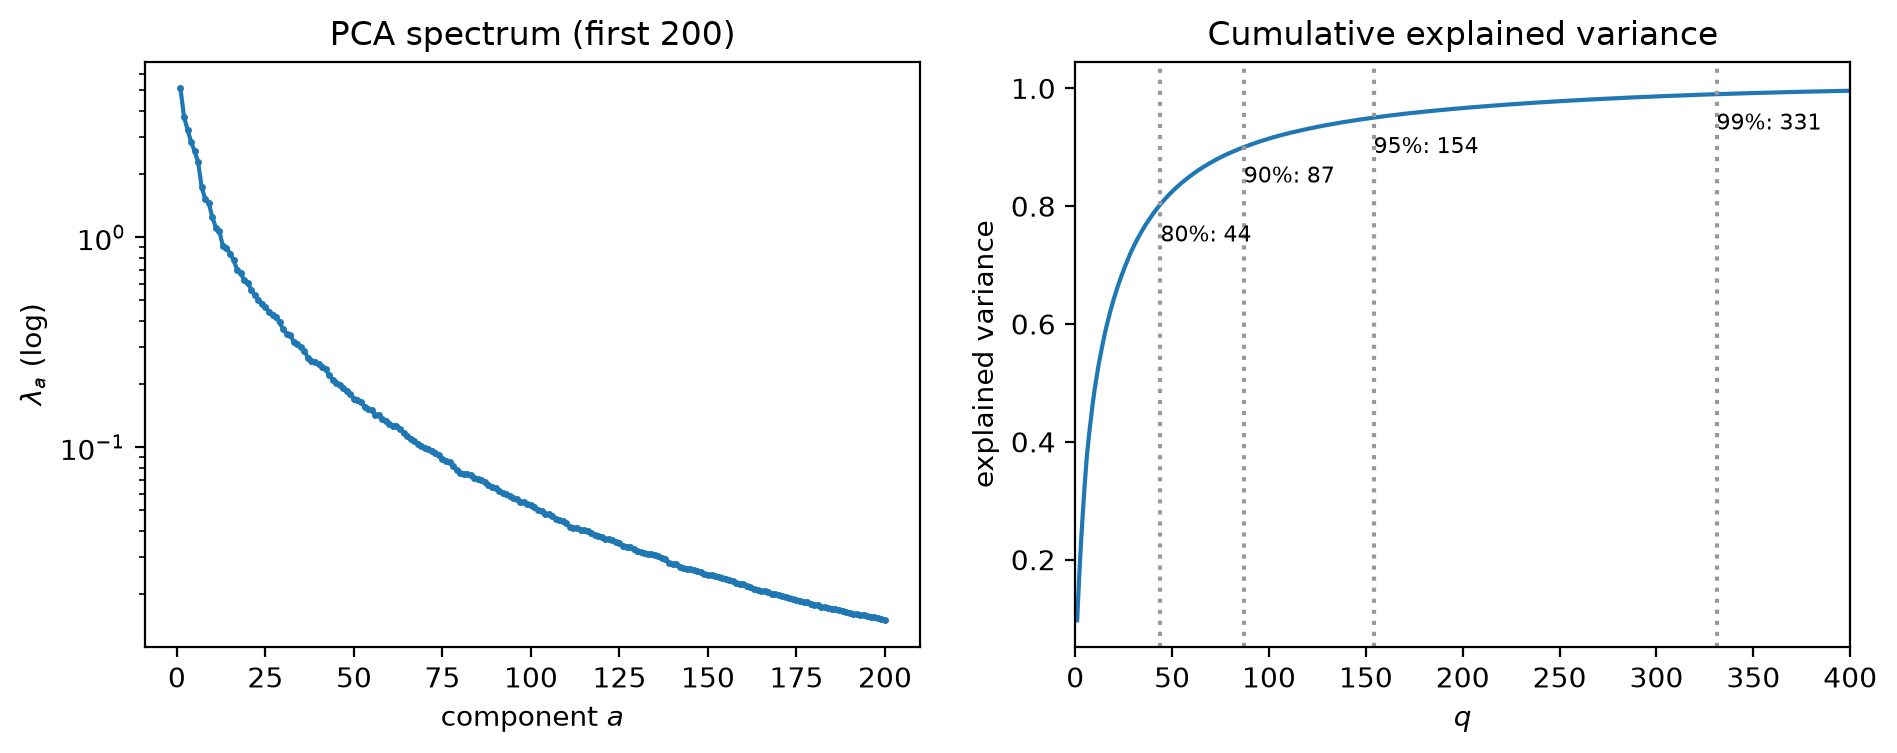 PCA spectrum (first 200)
λₐ (log)
10⁰
10⁻¹
0 25 50 75 100 125 150 175 200
component a
Cumulative explained variance
explained variance
1.0
0.8
0.6
0.4
0.2
99%: 331
95%: 154
90%: 87
80%: 44
0 50 100 150 200 250 300 350 400
q